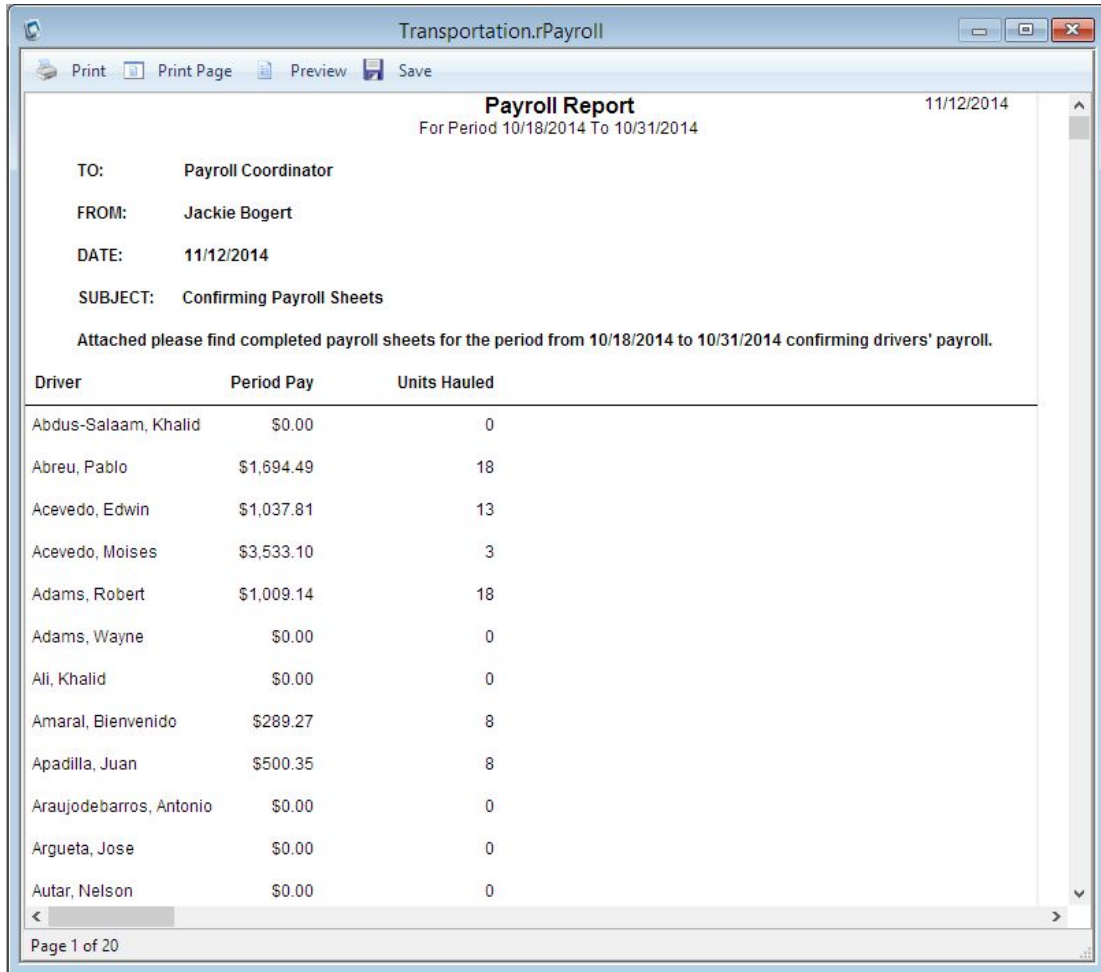 Transportation.rPayroll
Print Print Page Preview Save
Payroll Report 11/12/2014
For Period 10/18/2014 To 10/31/2014
TO: Payroll Coordinator
FROM: Jackie Bogert
DATE: 11/12/2014
SUBJECT: Confirming Payroll Sheets
Attached please find completed payroll sheets for the period from 10/18/2014 to 10/31/2014 confirming drivers' payroll.
Driver Period Pay Units Hauled
Abdus-Salaam, Khalid $0.00 0
Abreu, Pablo $1,694.49 18
Acevedo, Edwin $1,037.81 13
Acevedo, Moises $3,533.10 3
Adams, Robert $1,009.14 18
Adams, Wayne $0.00 0
Ali, Khalid $0.00 0
Amaral, Bienvenido $289.27 8
Apadilla, Juan $500.35 8
Araujodebarros, Antonio $0.00 0
Argueta, Jose $0.00 0
Autar, Nelson $0.00 0
Page 1 of 20